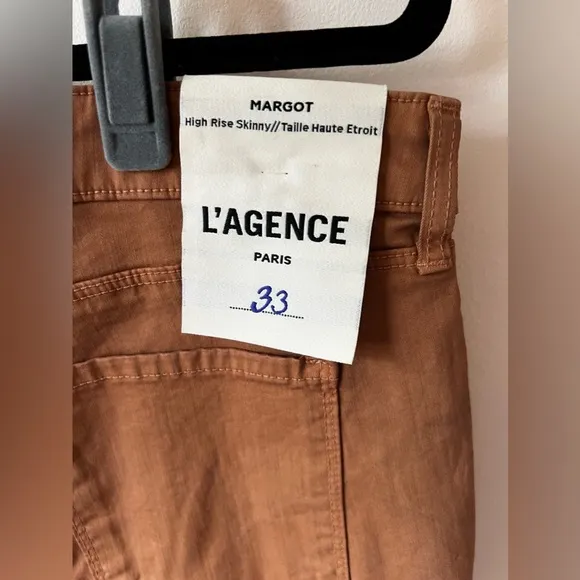 MARGOT
High Rise Skinny//Taille Haute Etroit
L'AGENCE
PARIS
33